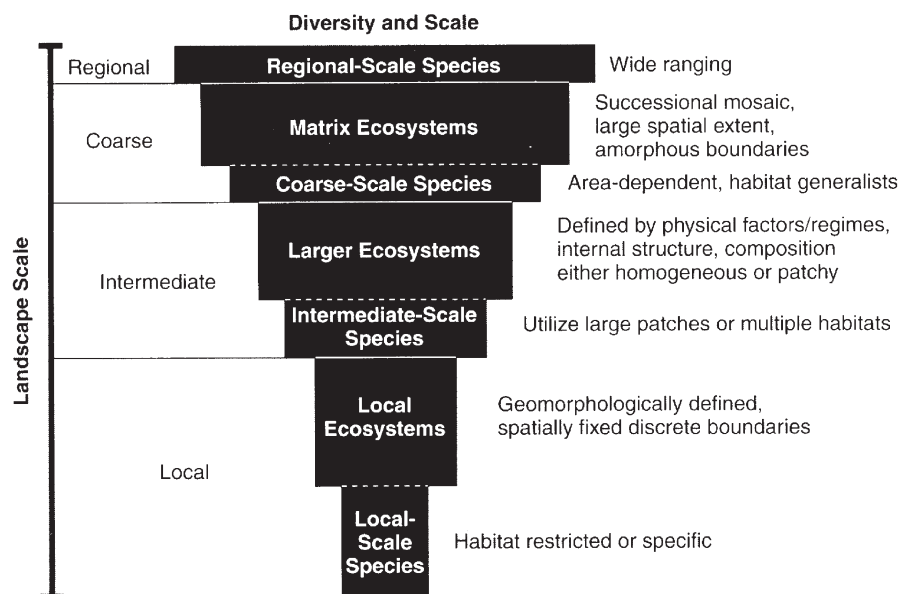 Diversity and Scale
Regional
Regional-Scale Species
Wide ranging
Coarse
Matrix Ecosystems
Successional mosaic,
large spatial extent,
amorphous boundaries
Coarse-Scale Species
Area-dependent, habitat generalists
Landscape Scale
Intermediate
Larger Ecosystems
Defined by physical factors/regimes,
internal structure, composition
either homogeneous or patchy
Intermediate-Scale
Species
Utilize large patches or multiple habitats
Local
Local
Ecosystems
Geomorphologically defined,
spatially fixed discrete boundaries
Local-
Scale
Species
Habitat restricted or specific